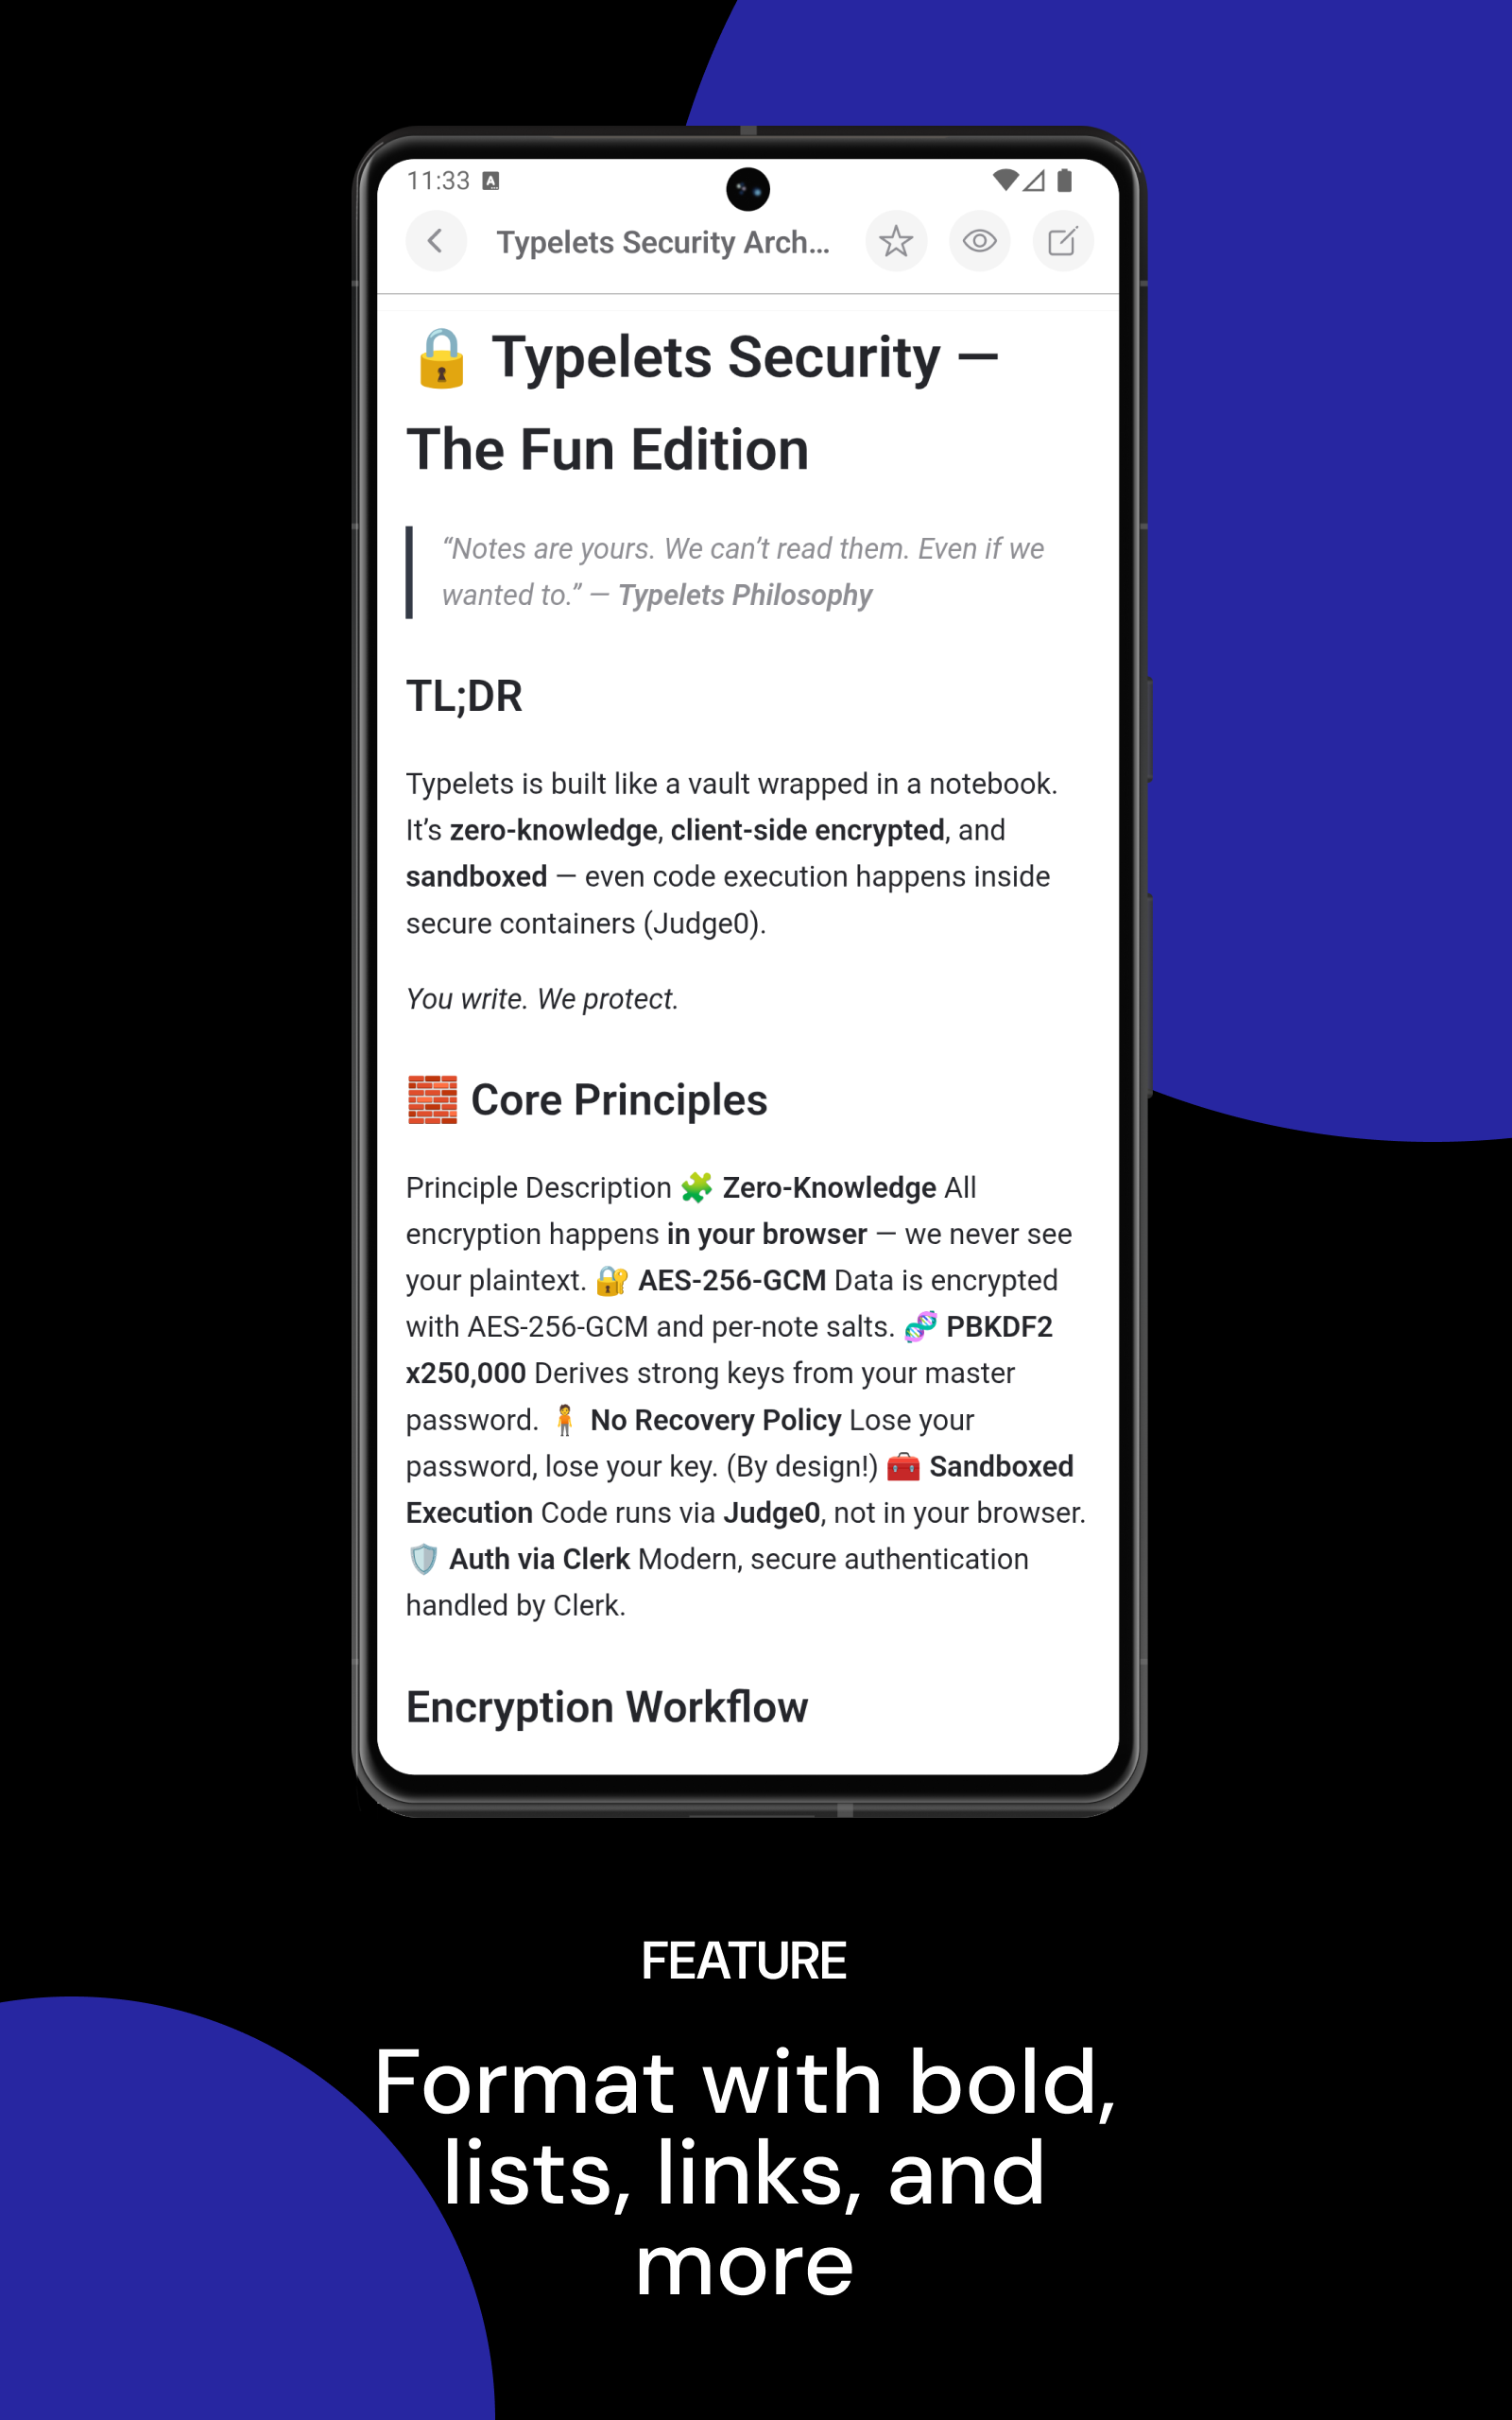 11:33 A
Typelets Security Arch...
🔒 Typelets Security —
The Fun Edition
“Notes are yours. We can’t read them. Even if we
wanted to.” — Typelets Philosophy
TL;DR
Typelets is built like a vault wrapped in a notebook.
It’s zero-knowledge, client-side encrypted, and
sandboxed — even code execution happens inside
secure containers (Judge0).
You write. We protect.
🧱 Core Principles
Principle Description 🧩 Zero-Knowledge All
encryption happens in your browser — we never see
your plaintext. 🔐 AES-256-GCM Data is encrypted
with AES-256-GCM and per-note salts. 🧬 PBKDF2
x250,000 Derives strong keys from your master
password. 🧍 No Recovery Policy Lose your
password, lose your key. (By design!) 🧰 Sandboxed
Execution Code runs via Judge0, not in your browser.
🛡️ Auth via Clerk Modern, secure authentication
handled by Clerk.
Encryption Workflow
FEATURE
Format with bold,
lists, links, and
more